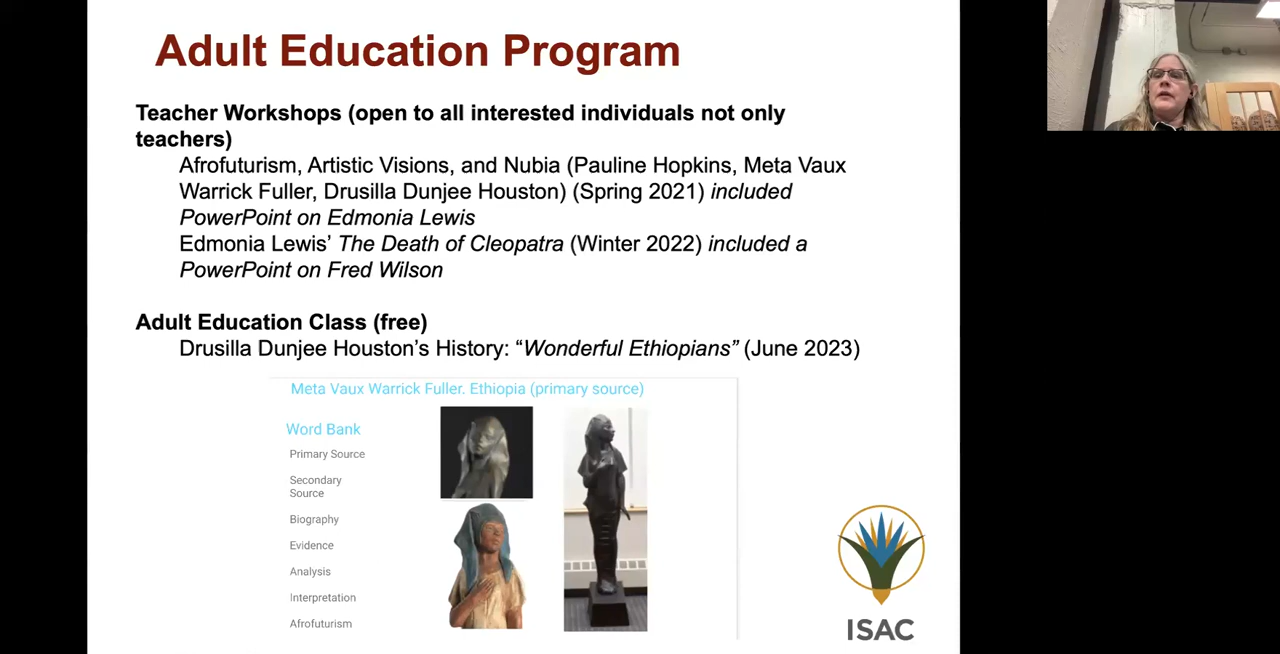 Adult Education Program
Teacher Workshops (open to all interested individuals not only
teachers)
Afrofuturism, Artistic Visions, and Nubia (Pauline Hopkins, Meta Vaux
Warrick Fuller, Drusilla Dunjee Houston) (Spring 2021) included
PowerPoint on Edmonia Lewis
Edmonia Lewis’ The Death of Cleopatra (Winter 2022) included a
PowerPoint on Fred Wilson
Adult Education Class (free)
Drusilla Dunjee Houston’s History: “Wonderful Ethiopians” (June 2023)
Meta Vaux Warrick Fuller. Ethiopia (primary source)
Word Bank
Primary Source
Secondary
Source
Biography
Evidence
Analysis
Interpretation
Afrofuturism
ISAC